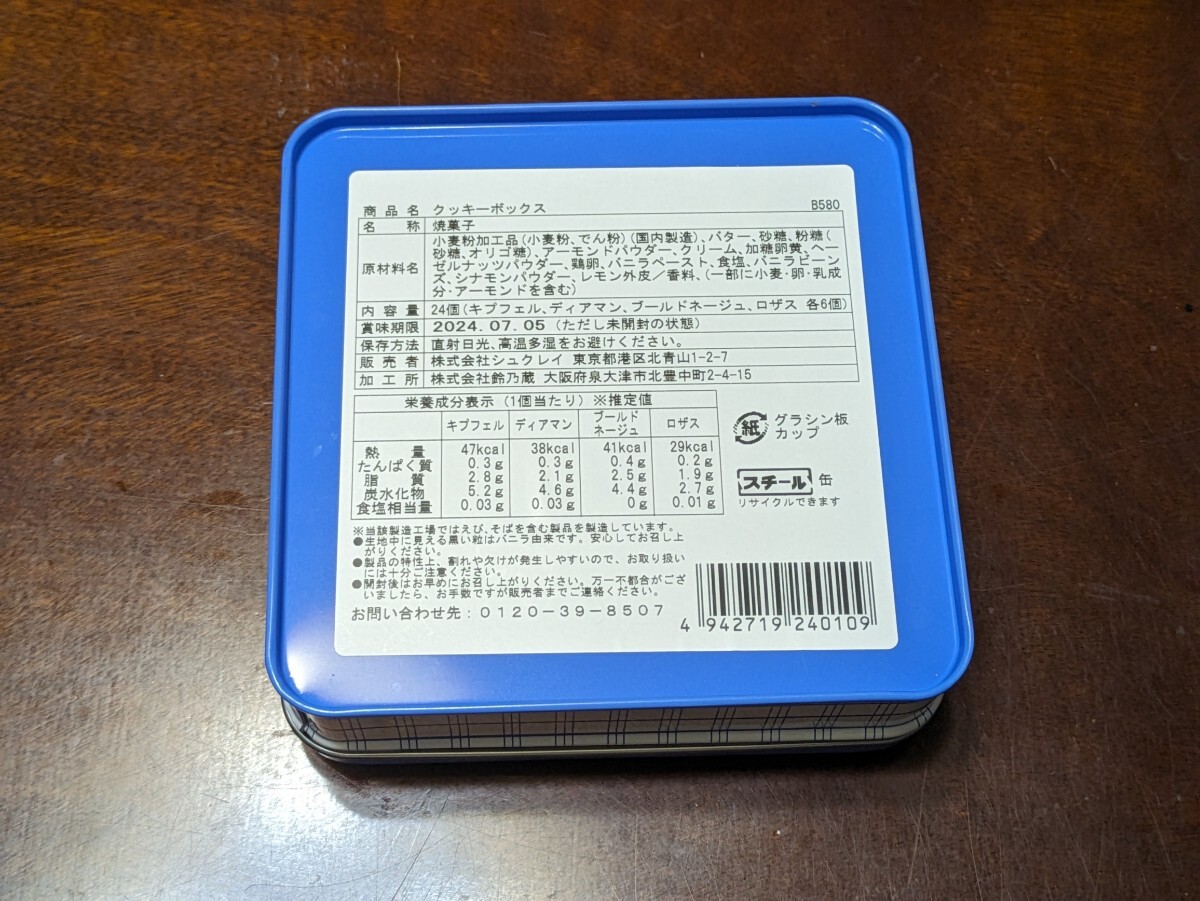 商品名 クッキーボックス B580
名称 焼菓子
原材料名 小麦粉加工品(小麦粉、でん粉)(国内製造)、バター、砂糖、粉糖(
砂糖、オリゴ糖)、アーモンドパウダー、クリーム、加糖卵黄、ヘー
ゼルナッツパウダー、鶏卵、バニラペースト、食塩、バニラビーン
ズ、シナモンパウダー、レモン外皮/香料、(一部に小麦・卵・乳成
分・アーモンドを含む)
内容量 24個(キプフェル、ディアマン、ブールドネージュ、ロザス 各6個)
賞味期限 2024.07.05 (ただし未開封の状態)
保存方法 直射日光、高温多湿をお避けください。
販売者 株式会社シュクレイ 東京都港区北青山1-2-7
加工所 株式会社鈴乃蔵 大阪府泉大津市北豊中町2-4-15
栄養成分表示(1個当たり)※推定値
キプフェル ディアマン ブールドネージュ ロザス
熱量 47kcal 38kcal 41kcal 29kcal
たんぱく質 0.3g 0.3g 0.4g 0.2g
脂質 2.8g 2.1g 2.5g 1.9g
炭水化物 5.2g 4.6g 4.4g 2.7g
食塩相当量 0.03g 0.03g 0g 0.01g
紙 グラシン板
カップ
スチール 缶
リサイクルできます
※当該製造工場ではえび、そばを含む製品を製造しています。
●生地中に見える黒い粒はバニラ由来です。安心してお召し上
がりください。
●製品の特性上、割れや欠けが発生しやすいので、お取り扱い
には十分ご注意ください。
●開封後はお早めにお召し上がりください。万一不都合がござ
いましたら、お手数ですが販売者までご連絡ください。
お問い合わせ先:0120-39-8507
4 942719 240109